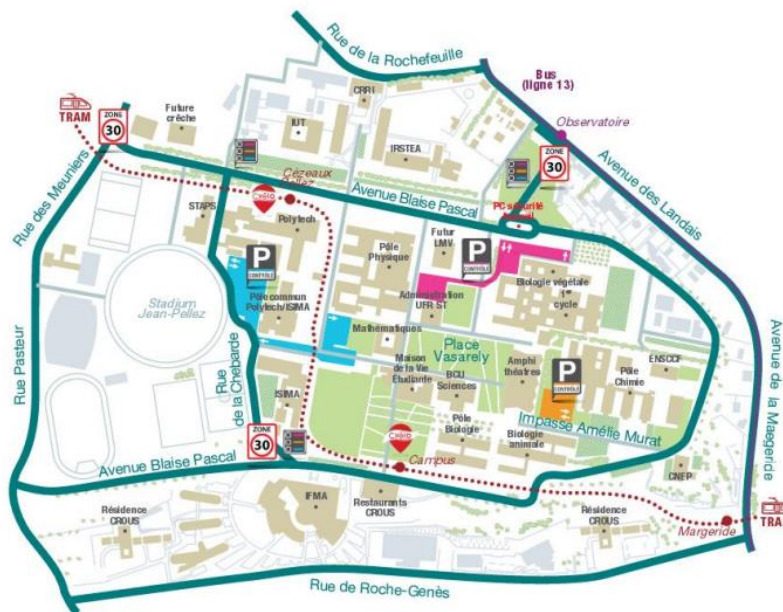 Rue de la Rochefeuille
Bus
(ligne 13)
Observatoire
Avenue des Landais
TRAM
ZONE
30
Future
crèche
CRRI
IUT
IRSTEA
ZONE
30
Rue des Meuniers
Cézeaux
Pellez
Avenue Blaise Pascal
PC sécurité
STAPS
Polytech
Pôle
Physique
Futur
LMV
P
CONTRÔLE
P
CONTRÔLE
Biologie végétale
1er
cycle
Stadium
Jean-Pellez
Pôle commun
Polytech/ISIMA
Administration
UFR ST
Mathématiques
Place
Vasarely
Rue Pasteur
Rue
de la Chebarde
Maison
de la Vie
Étudiante
BCU
Sciences
Amphi
théâtres
P
CONTRÔLE
Pôle
Chimie
ENSCCF
Avenue de la Margeride
ISIMA
Pôle
Biologie
Biologie
animale
Impasse Amélie Murat
ZONE
30
Avenue Blaise Pascal
Campus
CNEP
Résidence
CROUS
IFMA
Restaurants
CROUS
Résidence
CROUS
Margeride
TRA
Rue de Roche-Genès